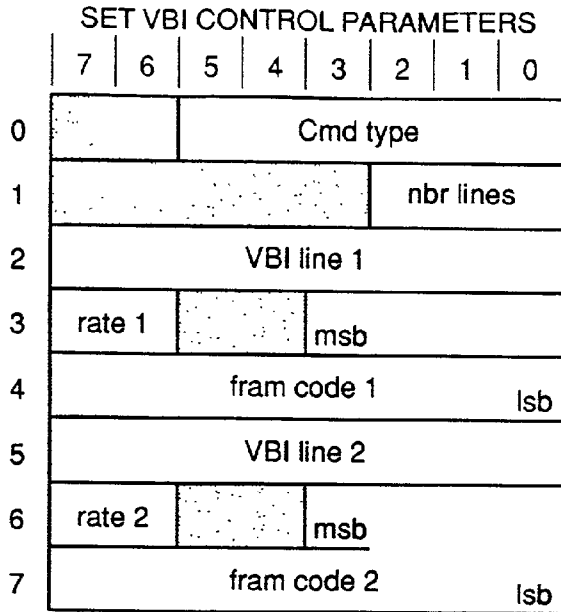 SET VBI CONTROL PARAMETERS
7 6 5 4 3 2 1 0
0 Cmd type
1 nbr lines
2 VBI line 1
3 rate 1 msb
4 fram code 1 lsb
5 VBI line 2
6 rate 2 msb
7 fram code 2 lsb